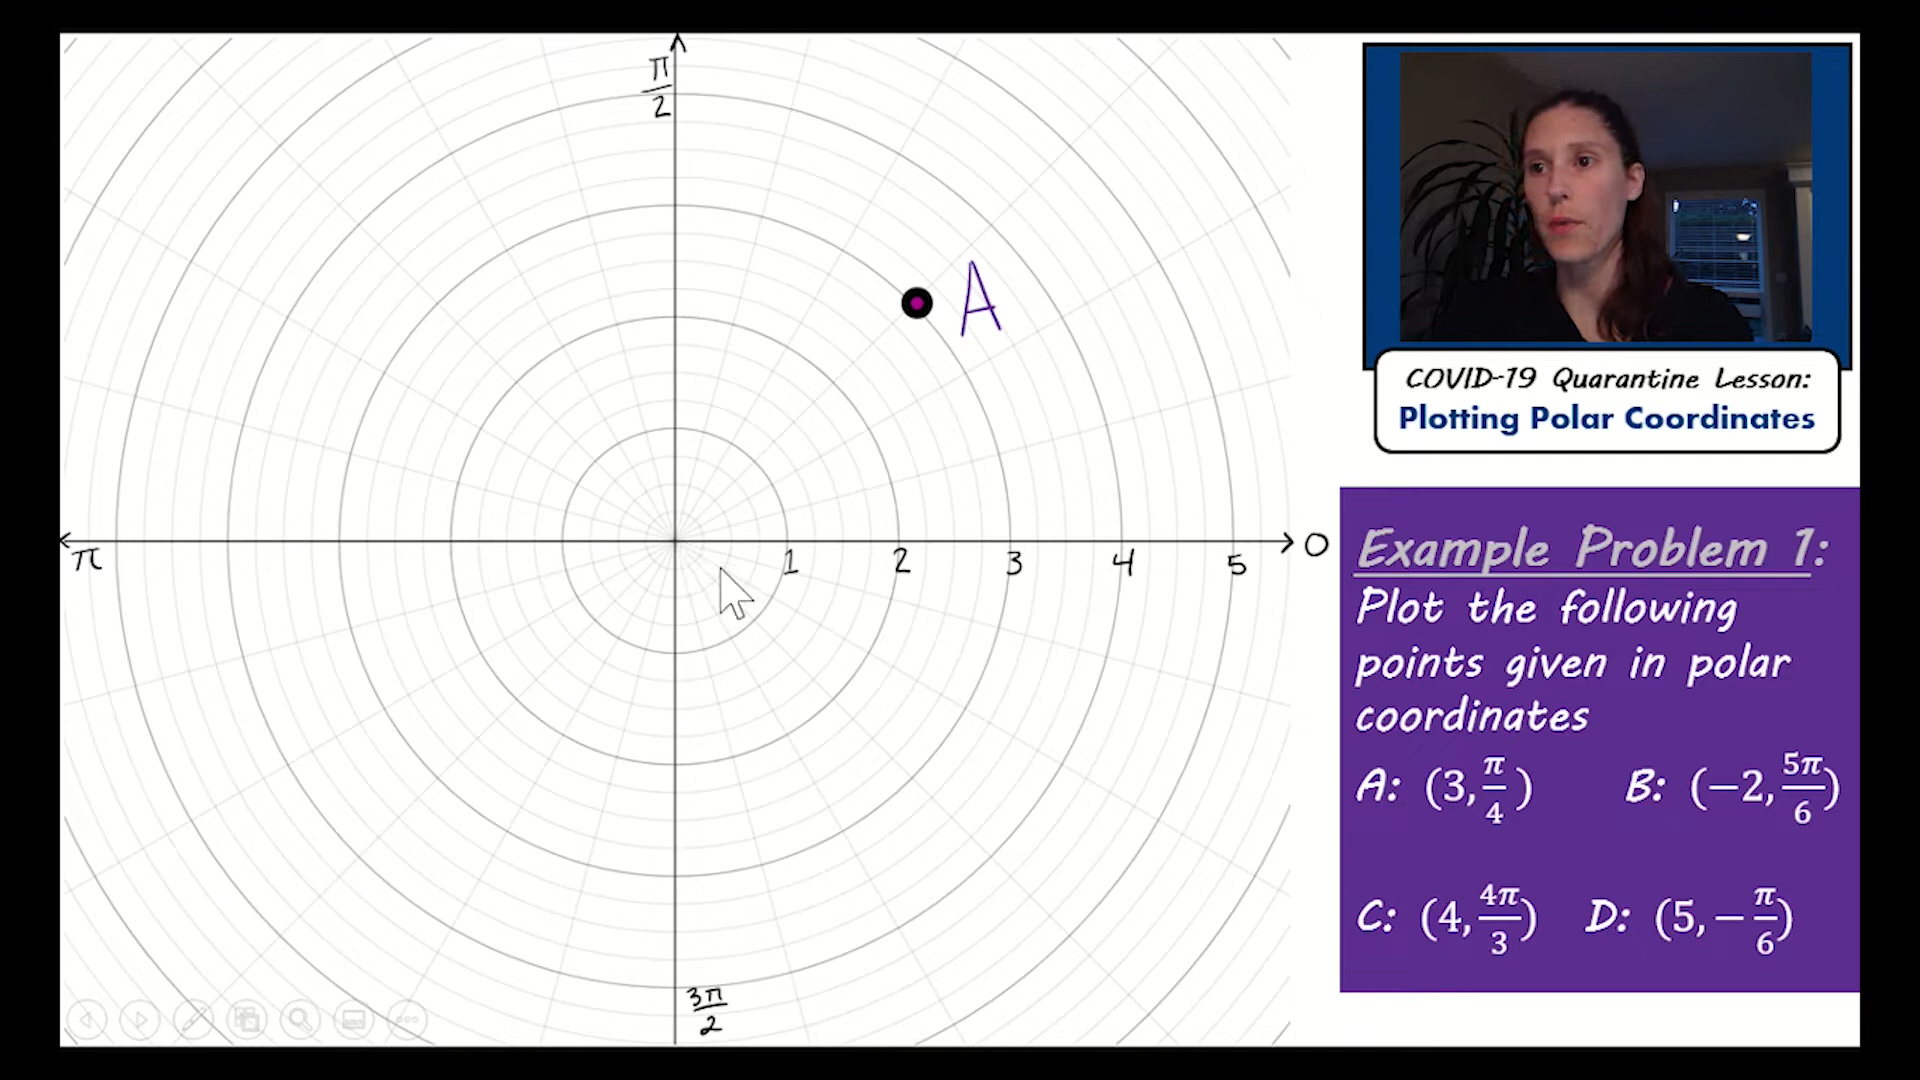 π/2
A
π
1 2 3 4 5 0
3π/2
COVID-19 Quarantine Lesson:
Plotting Polar Coordinates
Example Problem 1:
Plot the following
points given in polar
coordinates
A: (3, π/4) B: (−2, 5π/6)
C: (4, 4π/3) D: (5, −π/6)